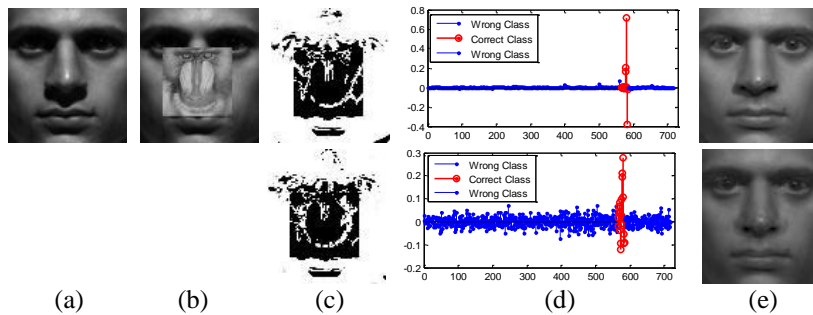 0.8
0.6
0.4
0.2
0
-0.2
-0.4
Wrong Class
Correct Class
Wrong Class
0 100 200 300 400 500 600 700
0.3
0.2
0.1
0
-0.1
-0.2
Wrong Class
Correct Class
Wrong Class
0 100 200 300 400 500 600 700
(a) (b) (c) (d) (e)